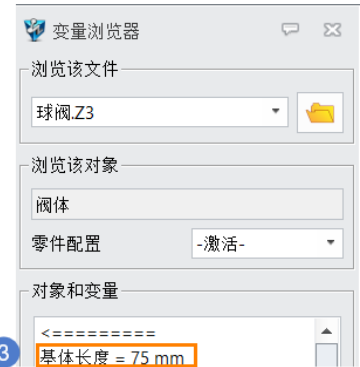 变量浏览器
浏览该文件
球阀.Z3
浏览该对象
阀体
零件配置 -激活-
对象和变量
<=========
3 基体长度 = 75 mm